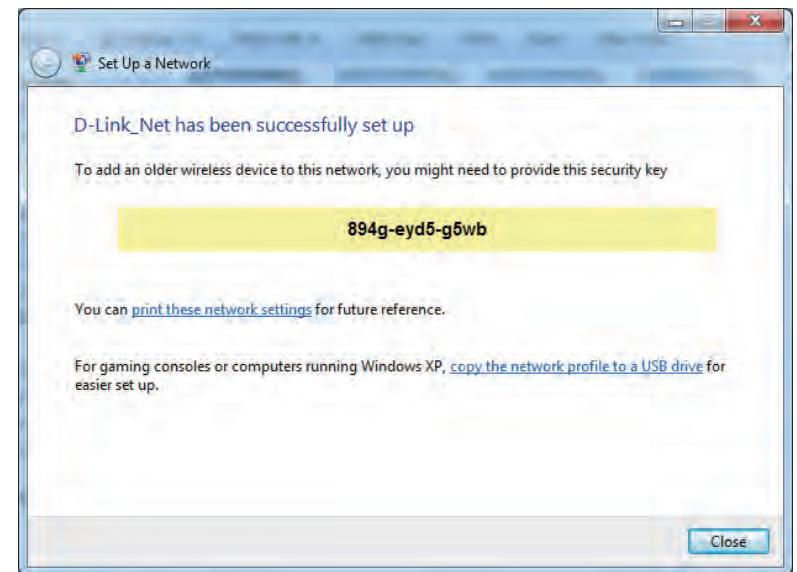 Set Up a Network
D-Link_Net has been successfully set up
To add an older wireless device to this network, you might need to provide this security key
894g-eyd5-g5wb
You can print these network settings for future reference.
For gaming consoles or computers running Windows XP, copy the network profile to a USB drive for
easier set up.
Close